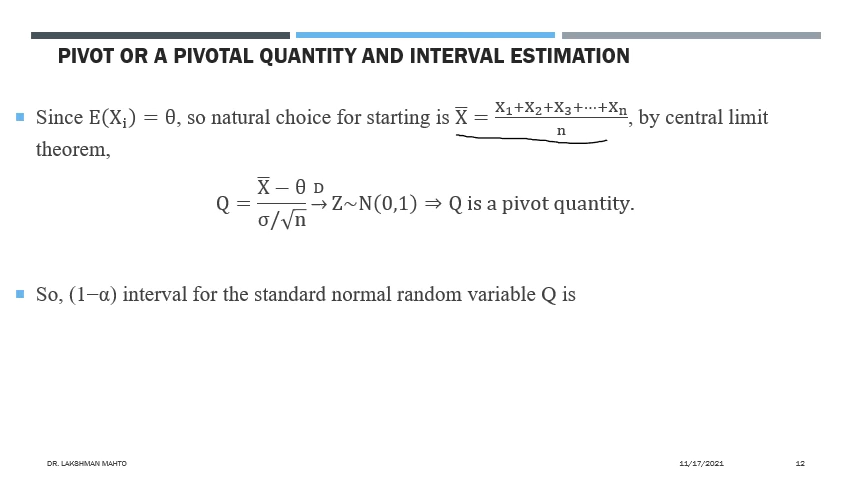 PIVOT OR A PIVOTAL QUANTITY AND INTERVAL ESTIMATION
Since E(Xᵢ) = θ, so natural choice for starting is X̅ = (X₁+X₂+X₃+⋯+Xₙ)/n, by central limit
theorem,
Q = (X̅ − θ)/(σ/√n) →ᴰ Z~N(0,1) ⇒ Q is a pivot quantity.
So, (1−α) interval for the standard normal random variable Q is
DR. LAKSHMAN MAHTO 11/17/2021 12